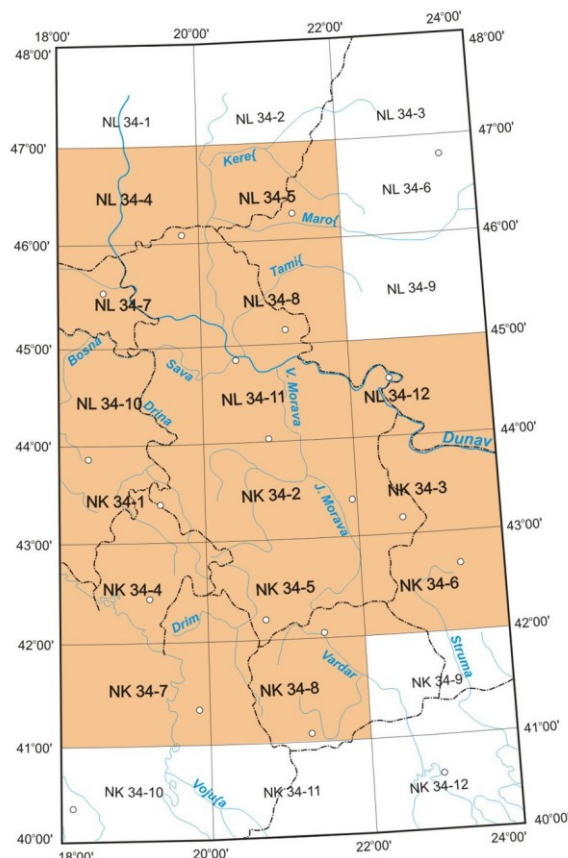 18°00' 20°00' 22°00' 24°00'
48°00' 48°00'
NL 34-1 NL 34-2 NL 34-3
47°00' 47°00'
Kere{
NL 34-4 NL 34-5 NL 34-6
Maro{
46°00' 46°00'
Tami{
NL 34-7 NL 34-8 NL 34-9
45°00' 45°00'
Bosna Sava
NL 34-10 Drina NL 34-11 V. Morava NL 34-12
44°00' 44°00'
Dunav
NK 34-1 NK 34-2 J. Morava NK 34-3
43°00' 43°00'
NK 34-4 NK 34-5 NK 34-6
42°00' 42°00'
Drim
Vardar Struma
NK 34-7 NK 34-8 NK 34-9
41°00' 41°00'
NK 34-10 Voju{a NK 34-11 NK 34-12
40°00' 40°00'
18°00' 20°00' 22°00' 24°00'